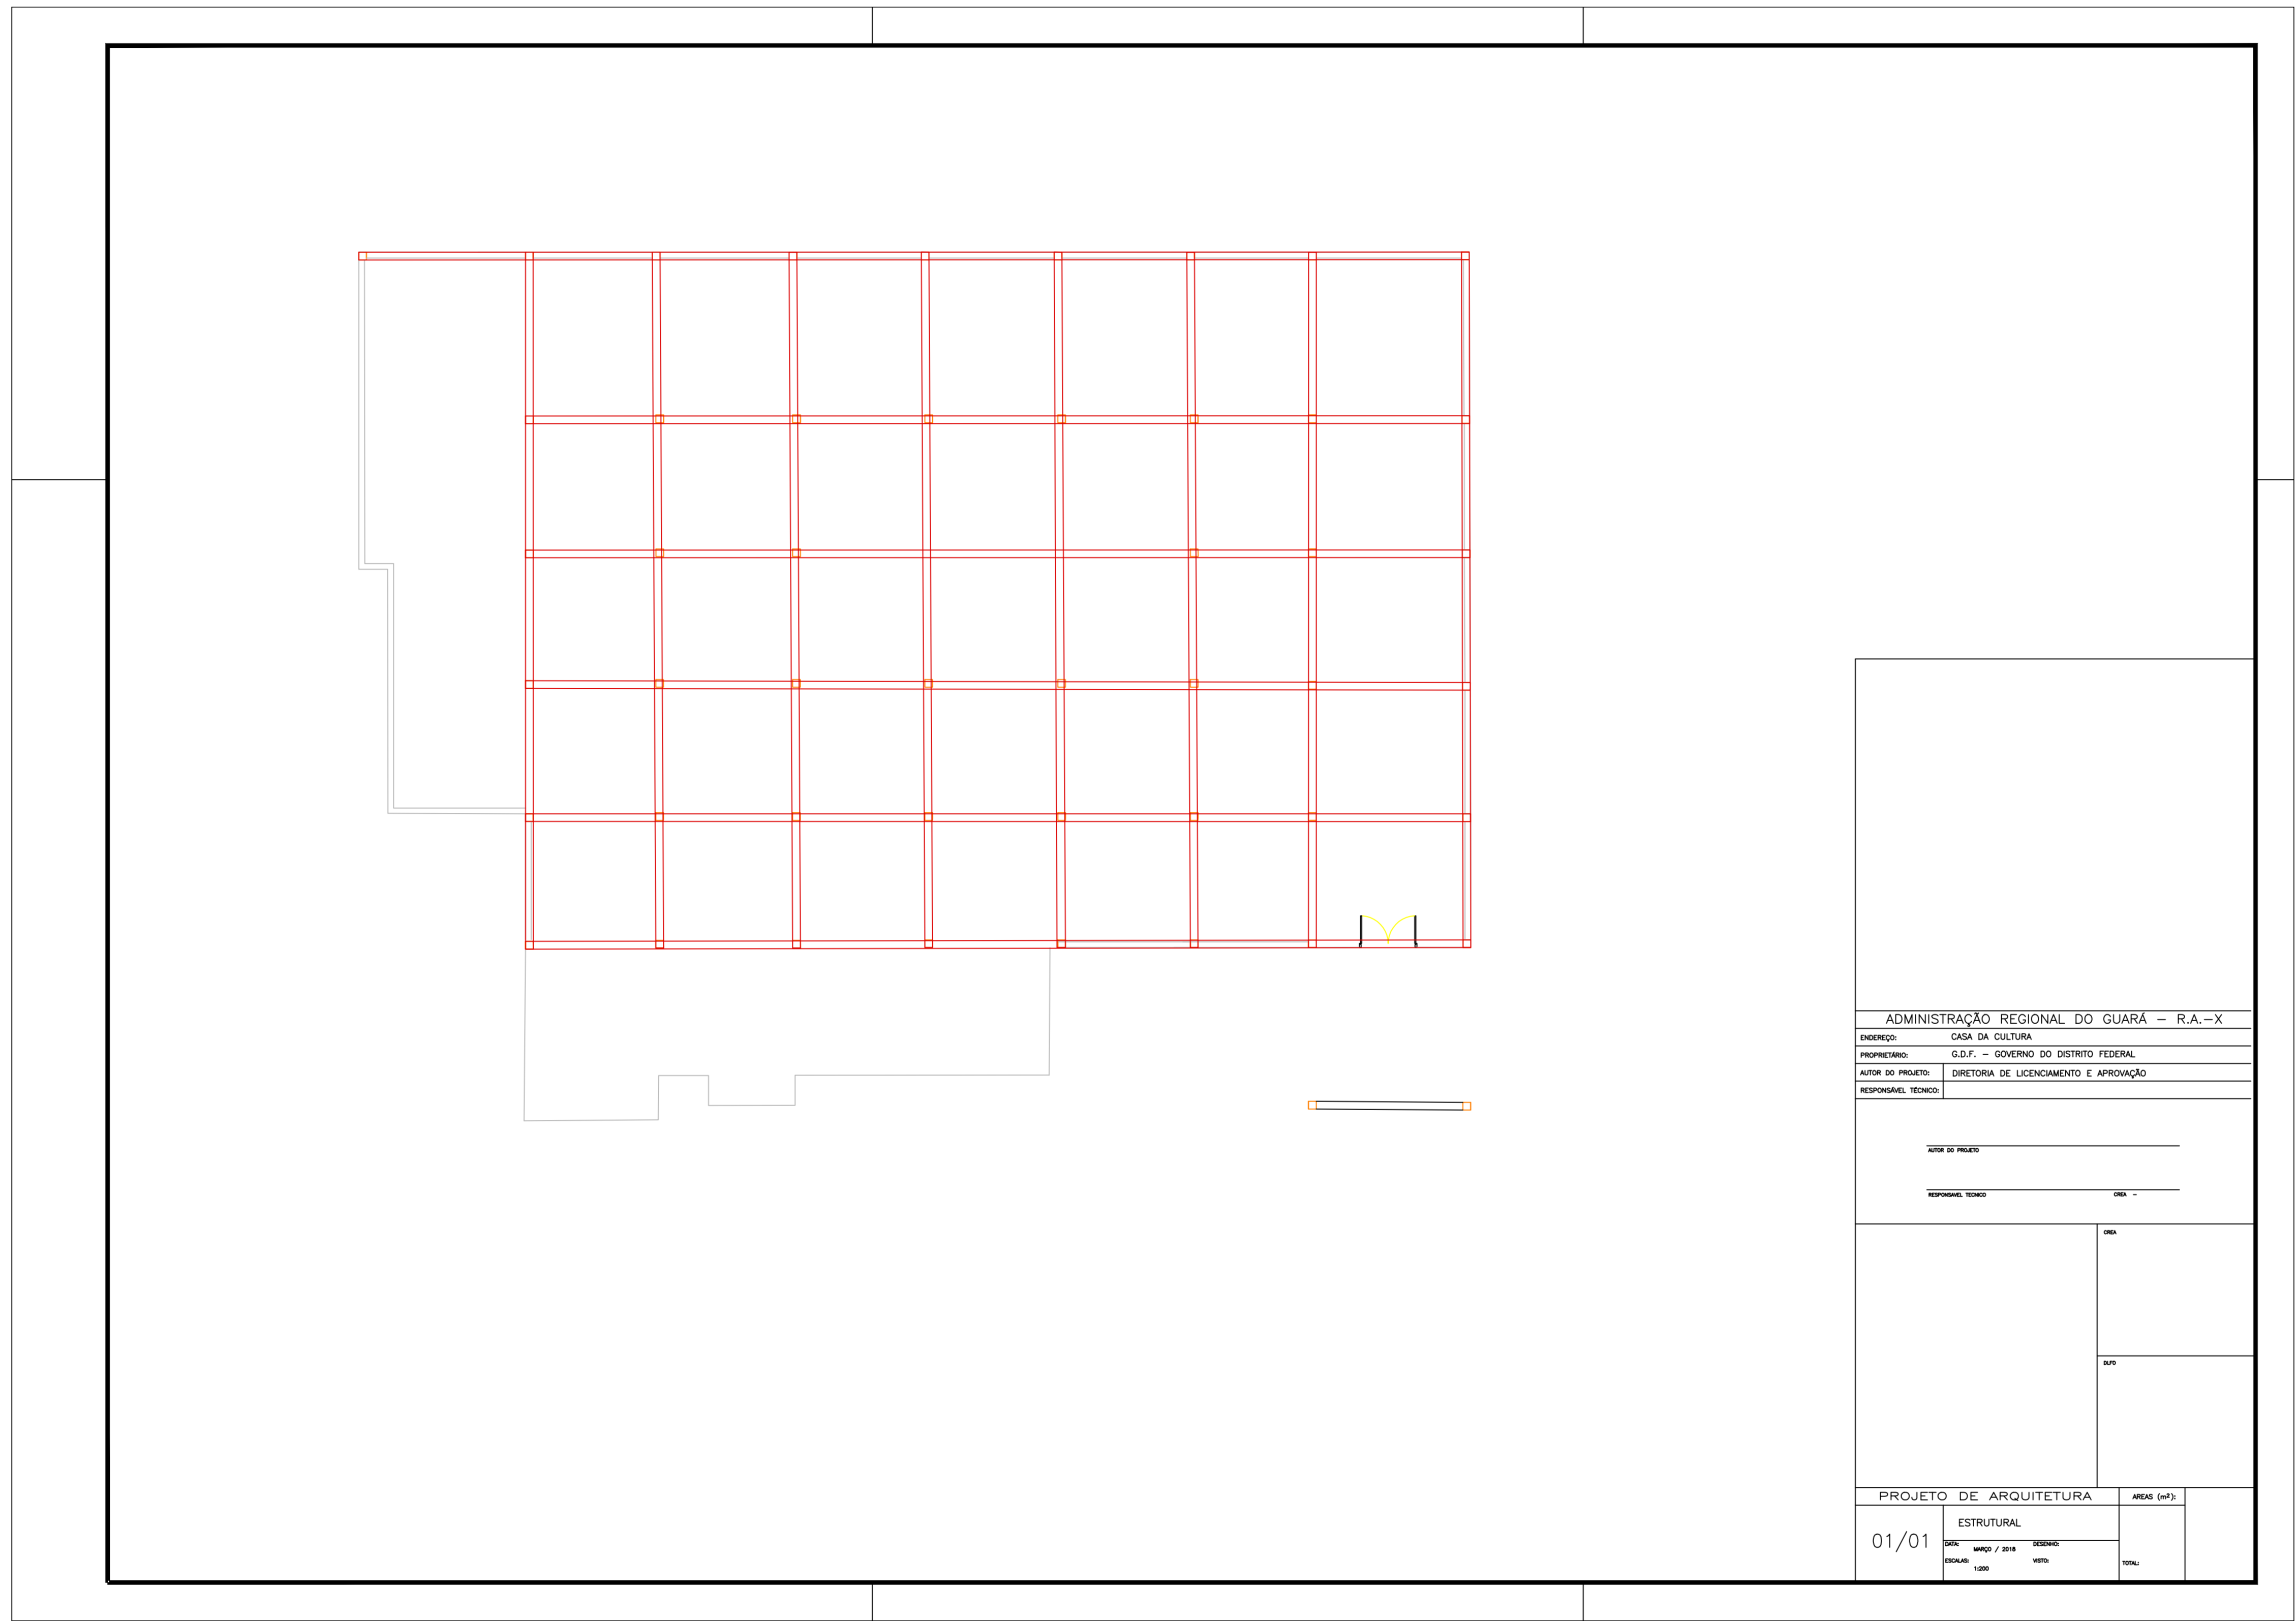 ADMINISTRAÇÃO REGIONAL DO GUARÁ – R.A.–X
ENDEREÇO: CASA DA CULTURA
PROPRIETÁRIO: G.D.F. – GOVERNO DO DISTRITO FEDERAL
AUTOR DO PROJETO: DIRETORIA DE LICENCIAMENTO E APROVAÇÃO
RESPONSÁVEL TÉCNICO:
AUTOR DO PROJETO
RESPONSAVEL TECNICO CREA –
CREA
DLFO
PROJETO DE ARQUITETURA AREAS (m²):
01/01
ESTRUTURAL
DATA: MARÇO / 2018 DESENHO:
ESCALAS: 1:200 VISTO:
TOTAL: